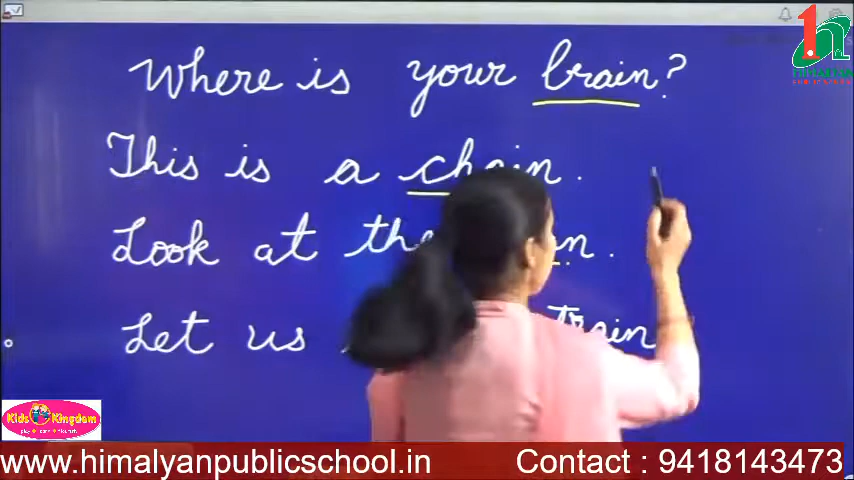 Where is your brain?
This is a chain.
Look at the
Let us train
Kids Kingdom
www.himalyanpublicschool.in Contact : 9418143473